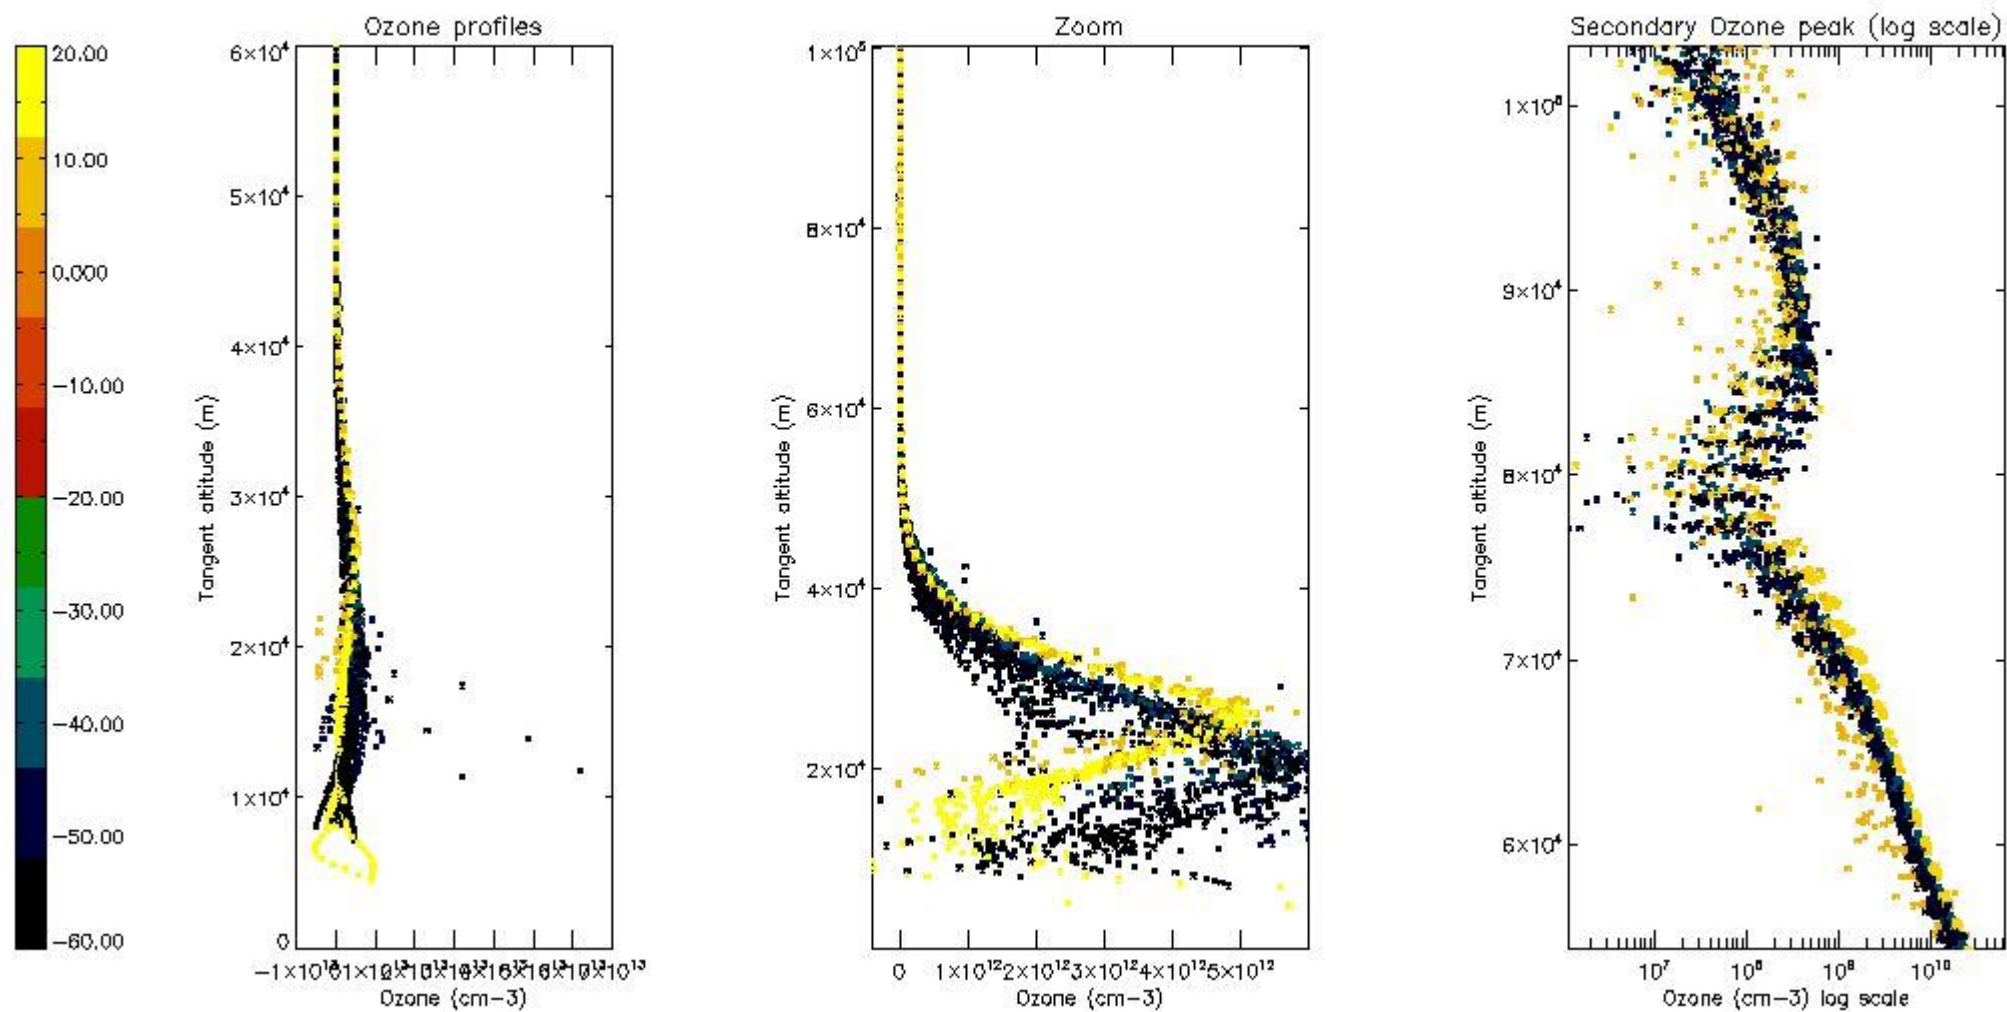 Ozone profiles
Zoom
Secondary Ozone peak (log scale)
20.00
10.00
0.000
−10.00
−20.00
−30.00
−40.00
−50.00
−60.00
6×10⁴
5×10⁴
4×10⁴
3×10⁴
2×10⁴
1×10⁴
0
Tangent altitude (m)
Ozone (cm−3)
1×10⁵
8×10⁴
6×10⁴
4×10⁴
2×10⁴
Tangent altitude (m)
0 1×10¹² 2×10¹² 3×10¹² 4×10¹² 5×10¹²
Ozone (cm−3)
9×10⁴
8×10⁴
7×10⁴
6×10⁴
Tangent altitude (m)
10⁷ 10⁸ 10⁹ 10¹⁰
Ozone (cm−3) log scale